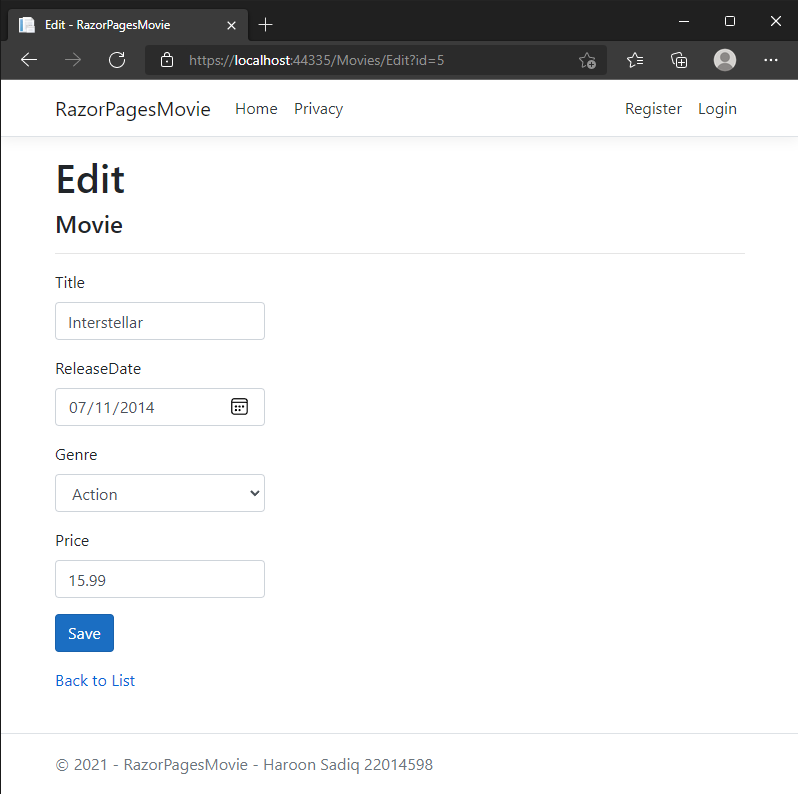 Edit - RazorPagesMovie
https://localhost:44335/Movies/Edit?id=5
RazorPagesMovie Home Privacy Register Login
Edit
Movie
Title
Interstellar
ReleaseDate
07/11/2014
Genre
Action
Price
15.99
Save
Back to List
© 2021 - RazorPagesMovie - Haroon Sadiq 22014598